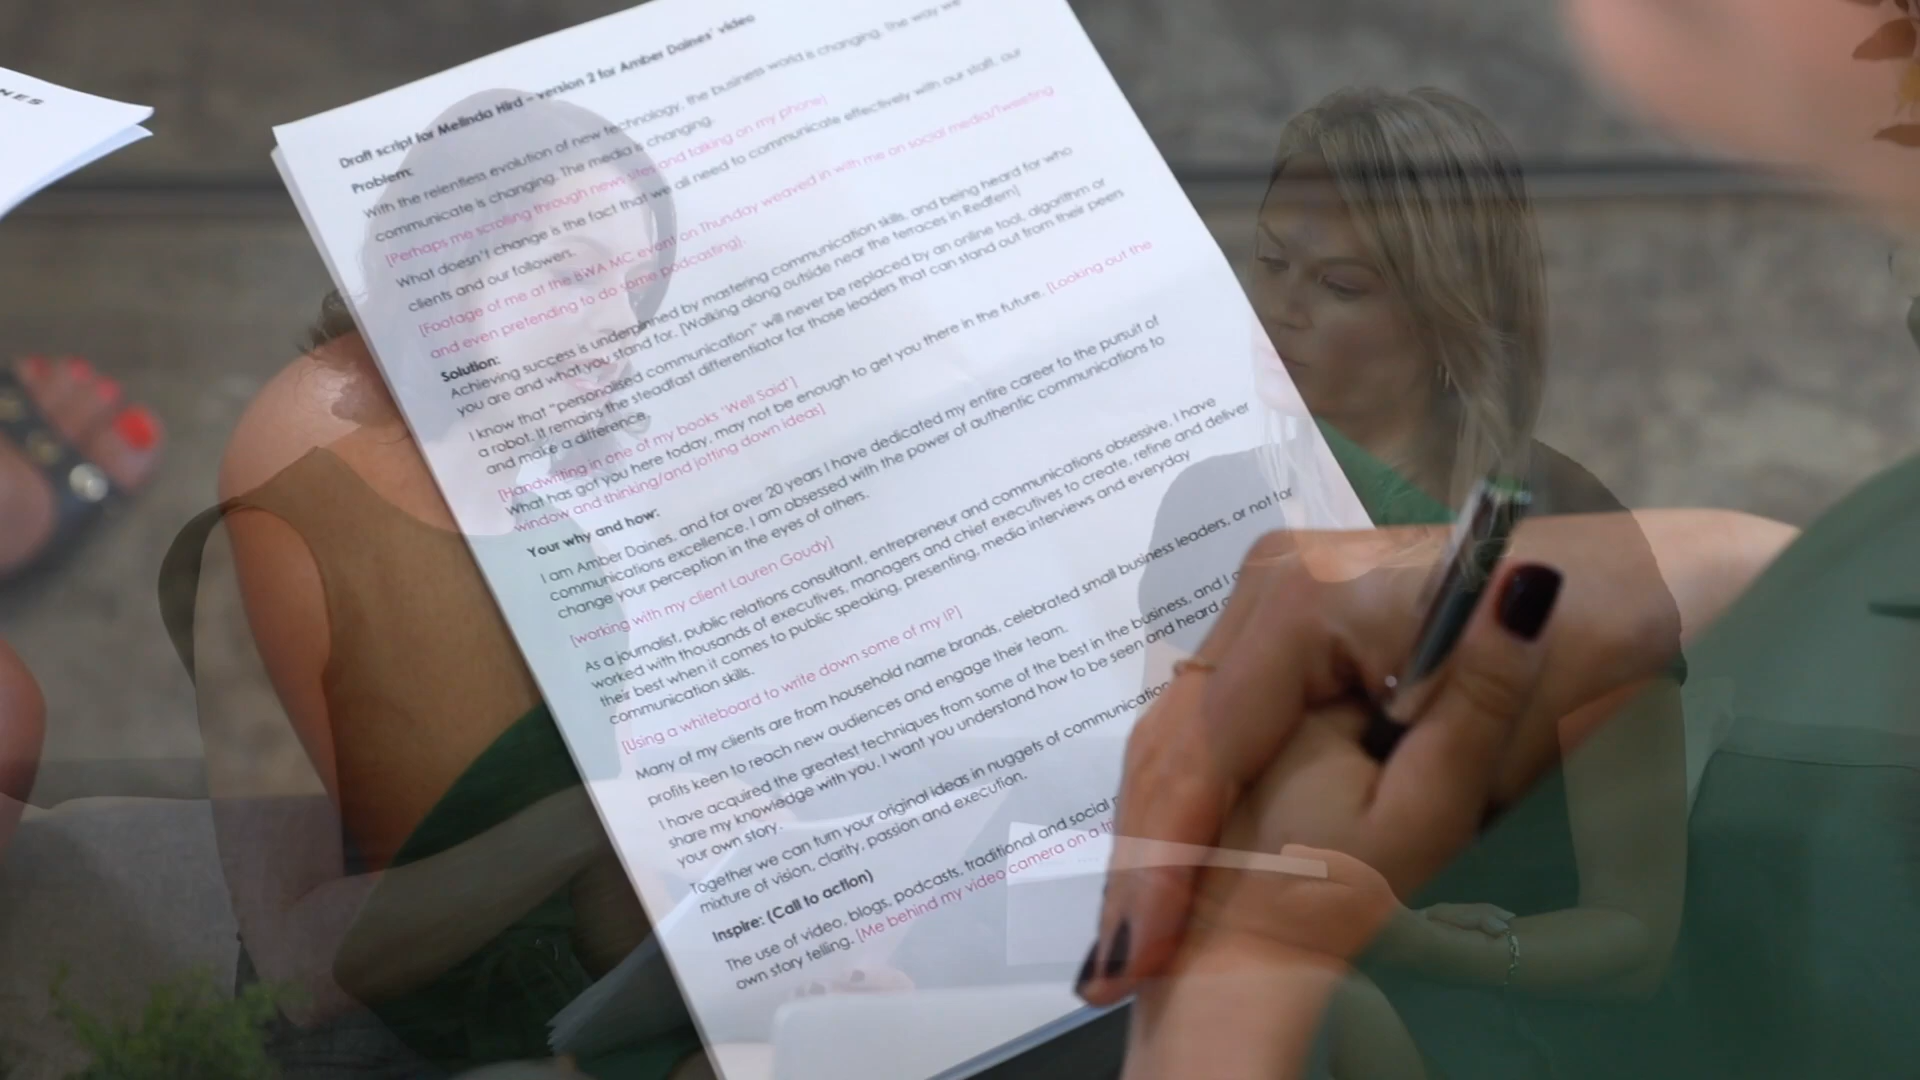 NES
Draft script for Melinda Hird – version 2 for Amber Daines' video
Problem:
With the relentless evolution of new technology, the business world is changing. The way we
communicate is changing. The media is changing.
[Perhaps me scrolling through news sites and talking on my phone]
What doesn't change is the fact that we all need to communicate effectively with our staff, our
clients and our followers.
[Footage of me at the BWA MC event on Thursday weaved in with me on social media/Tweeting
and even pretending to do some podcasting].
Solution:
Achieving success is underpinned by mastering communication skills, and being heard for who
you are and what you stand for. [Walking along outside near the terraces in Redfern]
I know that "personalised communication" will never be replaced by an online tool, algorithm or
a robot. It remains the steadfast differentiator for those leaders that can stand out from their peers
and make a difference.
[Handwriting in one of my books 'Well Said']
What has got you here today, may not be enough to get you there in the future. [Looking out the
window and thinking/and jotting down ideas]
Your why and how:
I am Amber Daines, and for over 20 years I have dedicated my entire career to the pursuit of
communications excellence. I am obsessed with the power of authentic communications to
change your perception in the eyes of others.
[working with my client Lauren Goudy]
As a journalist, public relations consultant, entrepreneur and communications obsessive, I have
worked with thousands of executives, managers and chief executives to create, refine and deliver
their best when it comes to public speaking, presenting, media interviews and everyday
communication skills.
[Using a whiteboard to write down some of my IP]
Many of my clients are from household name brands, celebrated small business leaders, or not for
profits keen to reach new audiences and engage their team.
I have acquired the greatest techniques from some of the best in the business, and I
share my knowledge with you. I want you understand how to be seen and heard
your own story.
Together we can turn your original ideas in nuggets of communication
mixture of vision, clarity, passion and execution.
Inspire: (Call to action)
The use of video, blogs, podcasts, traditional and social
own story telling. [Me behind my video camera on a